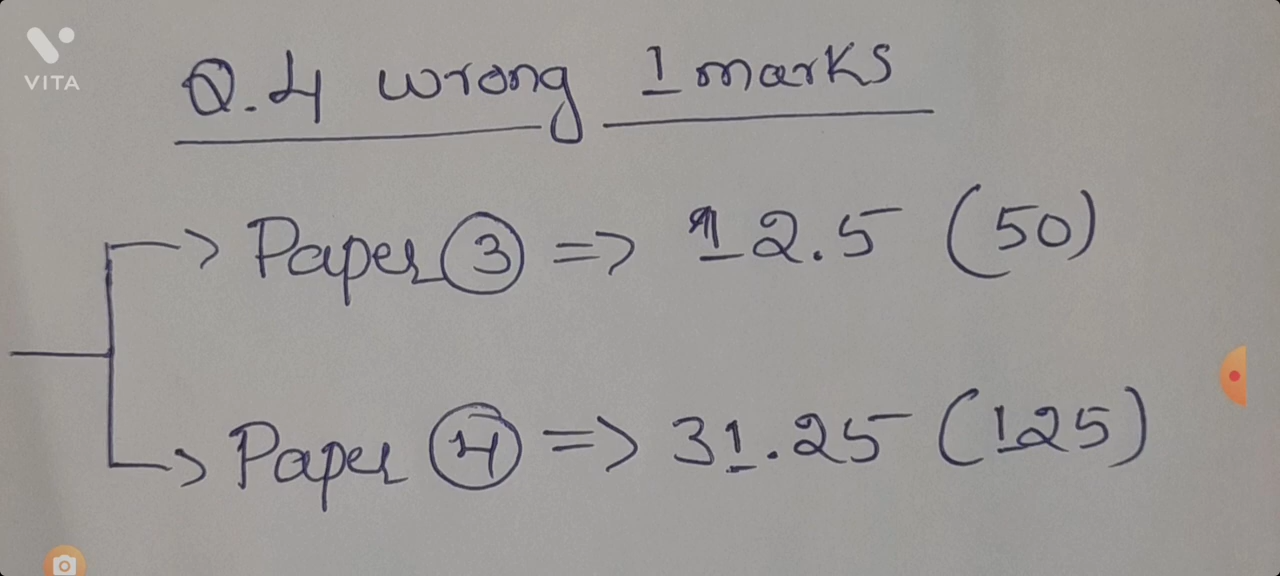 VITA
Q.4 wrong 1 marks
Paper 3 => 12.5 (50)
Paper 4 => 31.25 (125)